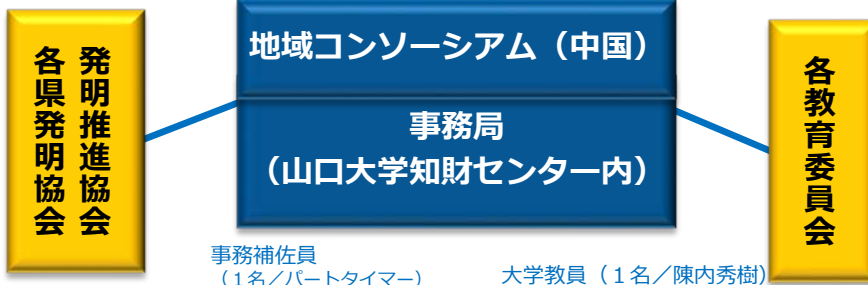 発明推進協会
各県発明協会
地域コンソーシアム（中国）
事務局
（山口大学知財センター内）
各教育委員会
事務補佐員
（１名／パートタイマー）
大学教員（１名／陳内秀樹）